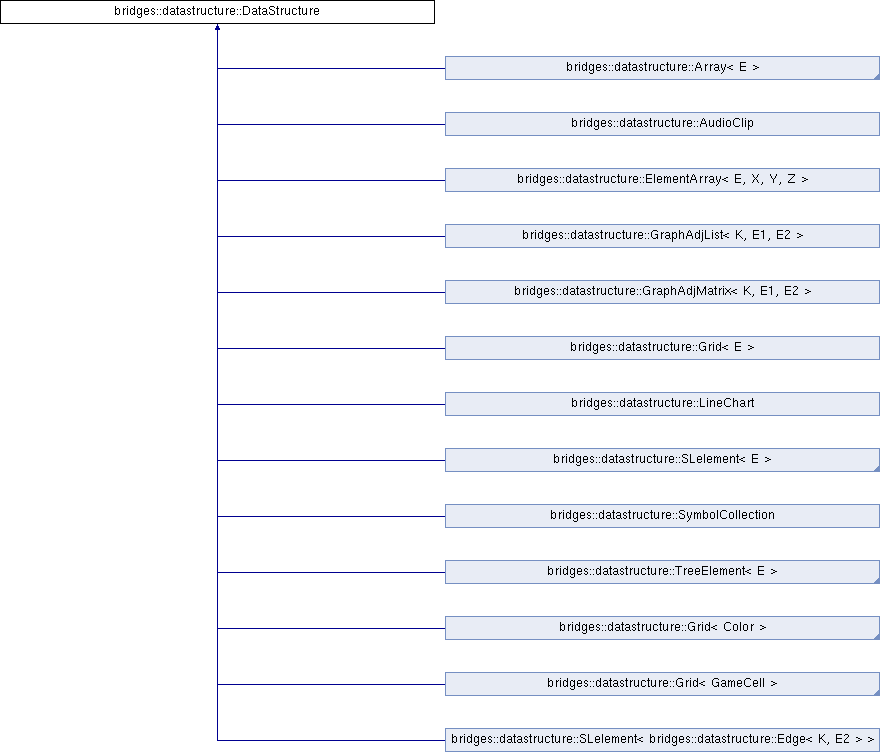 bridges::datastructure::DataStructure
bridges::datastructure::Array< E >
bridges::datastructure::AudioClip
bridges::datastructure::ElementArray< E, X, Y, Z >
bridges::datastructure::GraphAdjList< K, E1, E2 >
bridges::datastructure::GraphAdjMatrix< K, E1, E2 >
bridges::datastructure::Grid< E >
bridges::datastructure::LineChart
bridges::datastructure::SLelement< E >
bridges::datastructure::SymbolCollection
bridges::datastructure::TreeElement< E >
bridges::datastructure::Grid< Color >
bridges::datastructure::Grid< GameCell >
bridges::datastructure::SLelement< bridges::datastructure::Edge< K, E2 > >